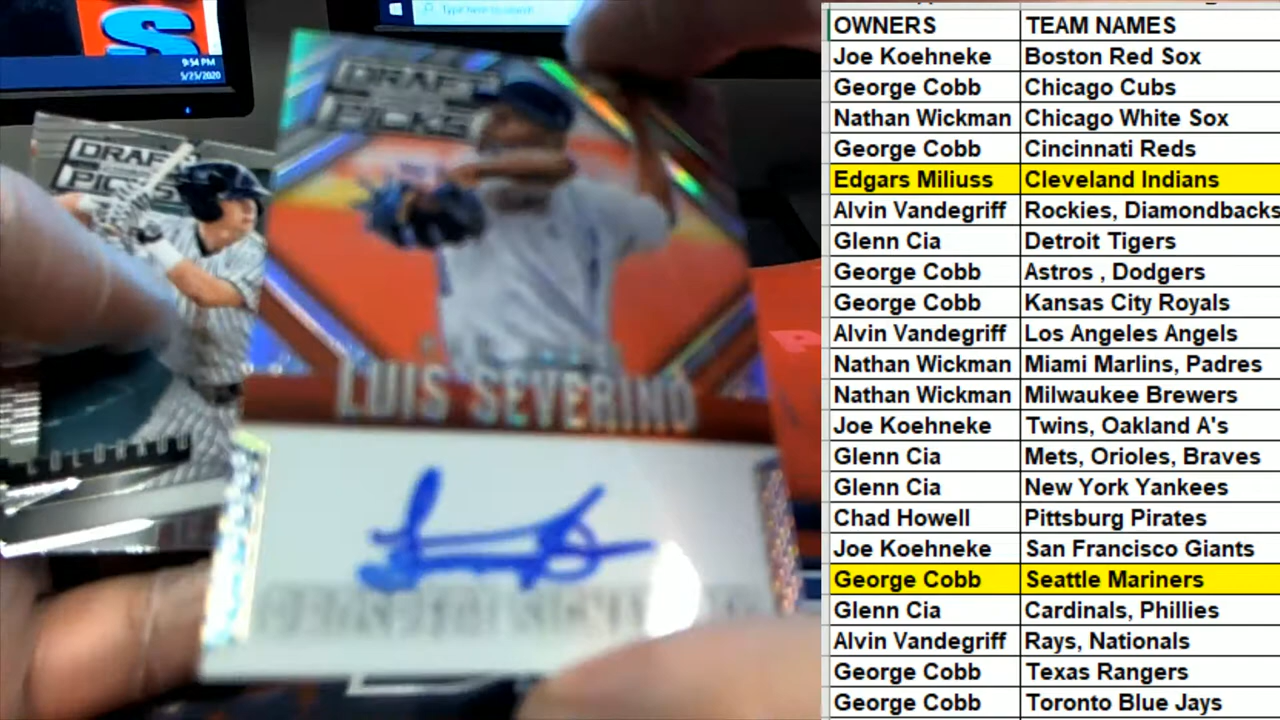 Type here to search
9:54 PM
5/25/2020
DRAFT
PICKS
DRAFT
PICKS
LUIS SEVERINO
COLORADO
OWNERS TEAM NAMES
Joe Koehneke Boston Red Sox
George Cobb Chicago Cubs
Nathan Wickman Chicago White Sox
George Cobb Cincinnati Reds
Edgars Miliuss Cleveland Indians
Alvin Vandegriff Rockies, Diamondbacks
Glenn Cia Detroit Tigers
George Cobb Astros , Dodgers
George Cobb Kansas City Royals
Alvin Vandegriff Los Angeles Angels
Nathan Wickman Miami Marlins, Padres
Nathan Wickman Milwaukee Brewers
Joe Koehneke Twins, Oakland A's
Glenn Cia Mets, Orioles, Braves
Glenn Cia New York Yankees
Chad Howell Pittsburg Pirates
Joe Koehneke San Francisco Giants
George Cobb Seattle Mariners
Glenn Cia Cardinals, Phillies
Alvin Vandegriff Rays, Nationals
George Cobb Texas Rangers
George Cobb Toronto Blue Jays